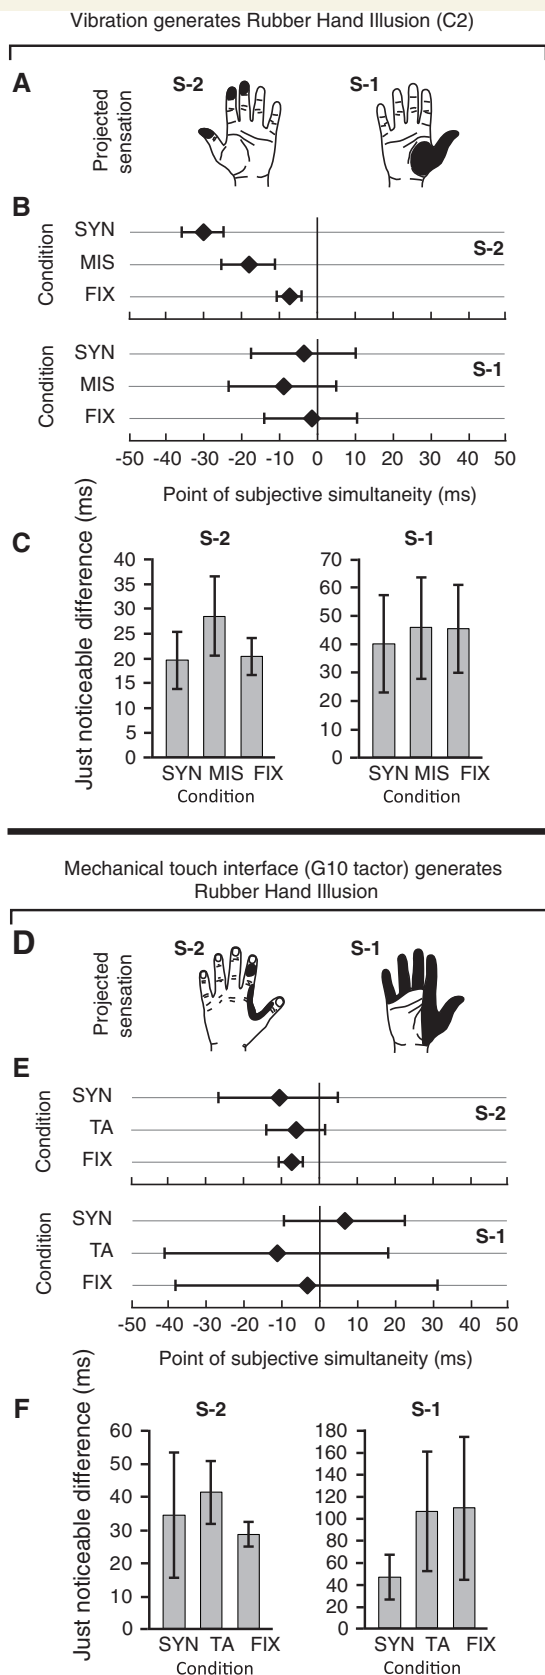 Vibration generates Rubber Hand Illusion (C2)
A
Projected
sensation
S-2
S-1
B
Condition
SYN
MIS
FIX
S-2
Condition
SYN
MIS
FIX
S-1
-50 -40 -30 -20 -10 0 10 20 30 40 50
Point of subjective simultaneity (ms)
C
Just noticeable difference (ms)
S-2
40
35
30
25
20
15
10
5
0
SYN MIS FIX
Condition
S-1
70
60
50
40
30
20
10
0
SYN MIS FIX
Condition
Mechanical touch interface (G10 tactor) generates
Rubber Hand Illusion
D
Projected
sensation
S-2
S-1
E
Condition
SYN
TA
FIX
S-2
Condition
SYN
TA
FIX
S-1
-50 -40 -30 -20 -10 0 10 20 30 40 50
Point of subjective simultaneity (ms)
F
Just noticeable difference (ms)
S-2
60
50
40
30
20
10
0
SYN TA FIX
Condition
S-1
180
160
140
120
100
80
60
40
20
0
SYN TA FIX
Condition